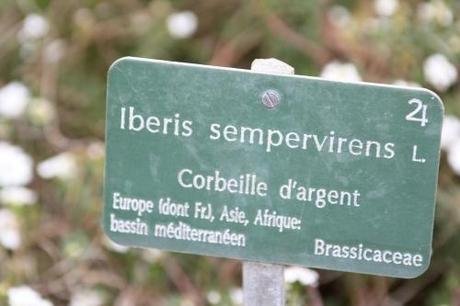 ♃
Iberis sempervirens L.
Corbeille d'argent
Europe (dont Fr.), Asie, Afrique:
bassin méditerranéen
Brassicaceae